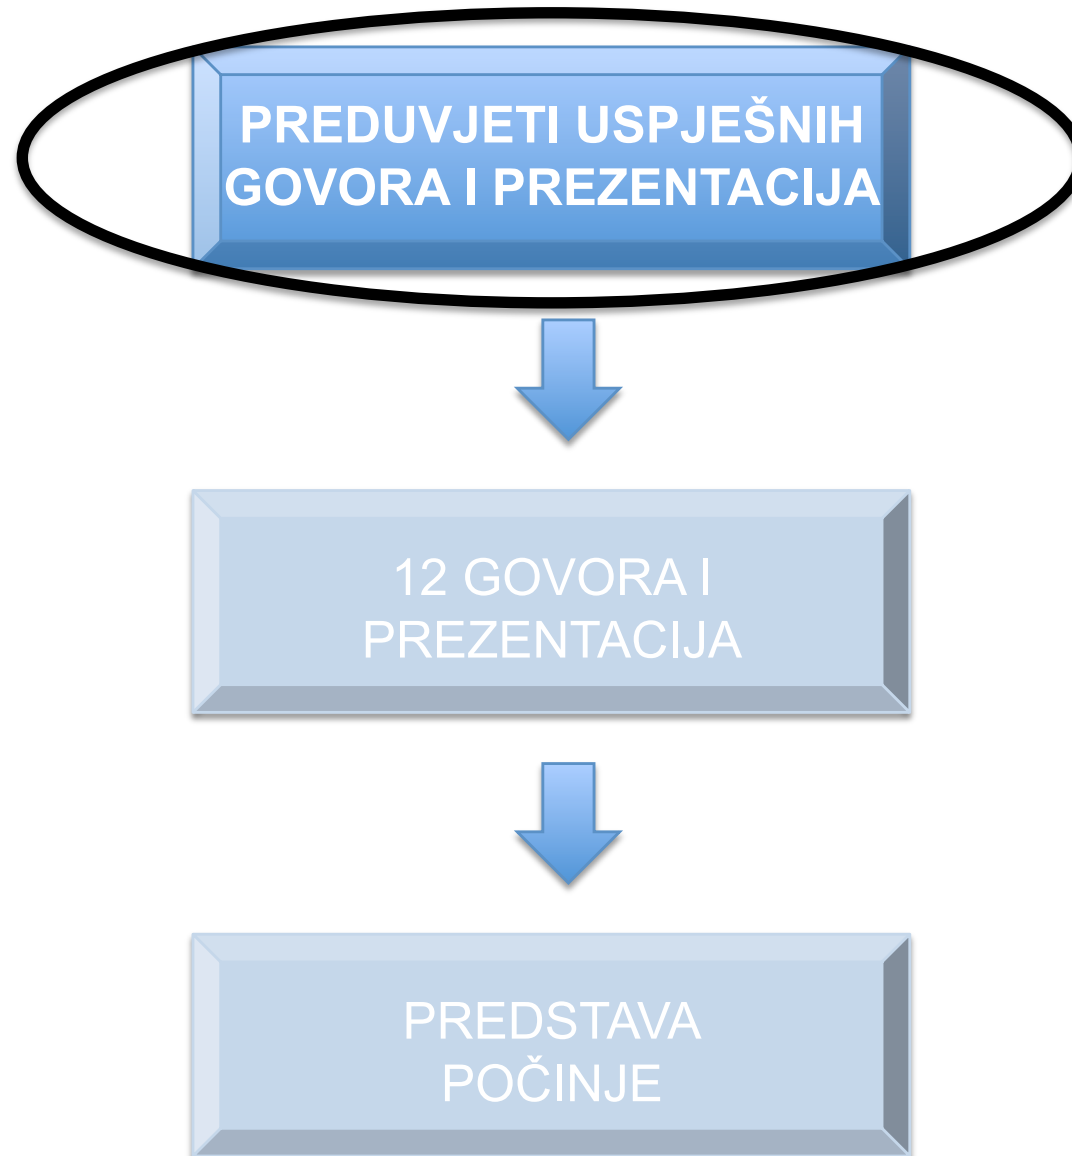 PREDUVJETI USPJEŠNIH
GOVORA I PREZENTACIJA
12 GOVORA I
PREZENTACIJA
PREDSTAVA
POČINJE